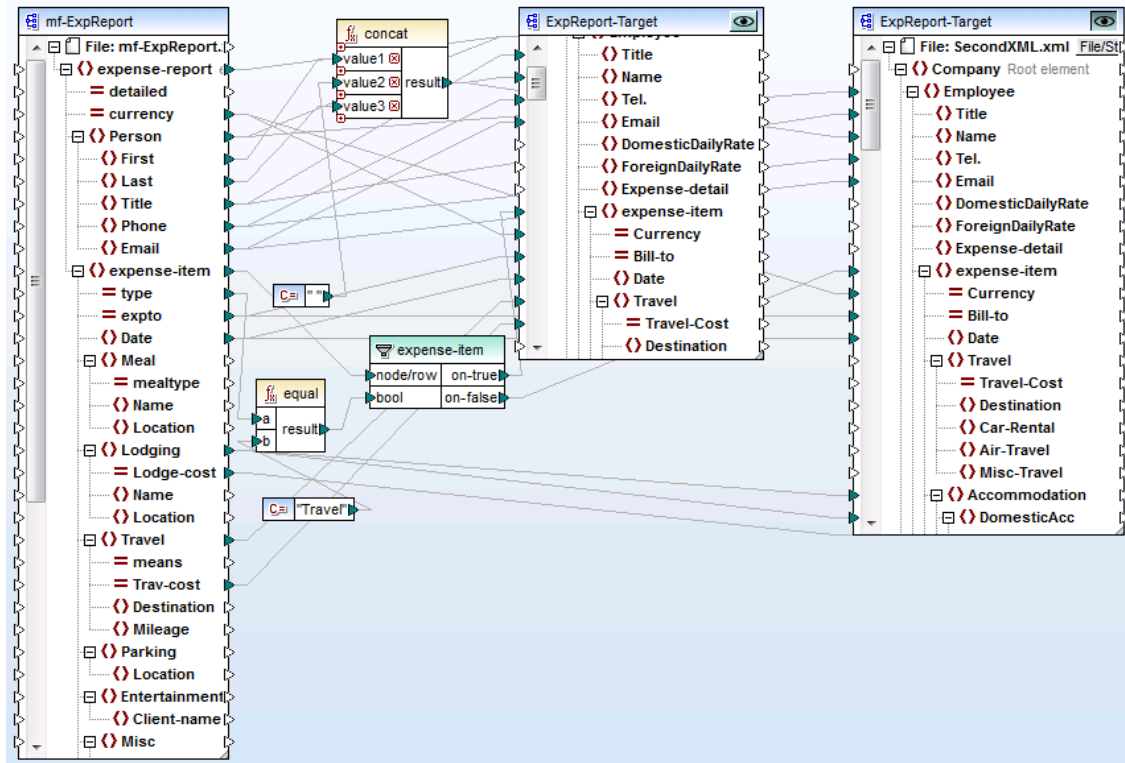 mf-ExpReport
File: mf-ExpReport.
expense-report
detailed
currency
Person
First
Last
Title
Phone
Email
expense-item
type
expto
Date
Meal
mealtype
Name
Location
Lodging
Lodge-cost
Name
Location
Travel
means
Trav-cost
Destination
Mileage
Parking
Location
Entertainment
Client-name
Misc
concat
value1
value2 result
value3
C= " "
equal
a
result
b
C= "Travel"
expense-item
node/row on-true
bool on-false
ExpReport-Target
Employee
Title
Name
Tel.
Email
DomesticDailyRate
ForeignDailyRate
Expense-detail
expense-item
Currency
Bill-to
Date
Travel
Travel-Cost
Destination
ExpReport-Target
File: SecondXML.xml File/St
Company Root element
Employee
Title
Name
Tel.
Email
DomesticDailyRate
ForeignDailyRate
Expense-detail
expense-item
Currency
Bill-to
Date
Travel
Travel-Cost
Destination
Car-Rental
Air-Travel
Misc-Travel
Accommodation
DomesticAcc